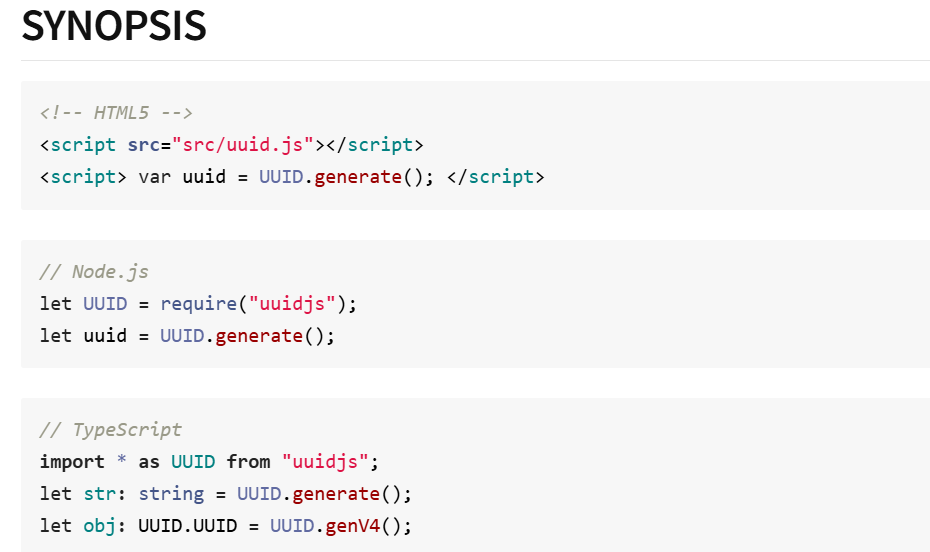 SYNOPSIS
<!-- HTML5 -->
<script src="src/uuid.js"></script>
<script> var uuid = UUID.generate(); </script>
// Node.js
let UUID = require("uuidjs");
let uuid = UUID.generate();
// TypeScript
import * as UUID from "uuidjs";
let str: string = UUID.generate();
let obj: UUID.UUID = UUID.genV4();